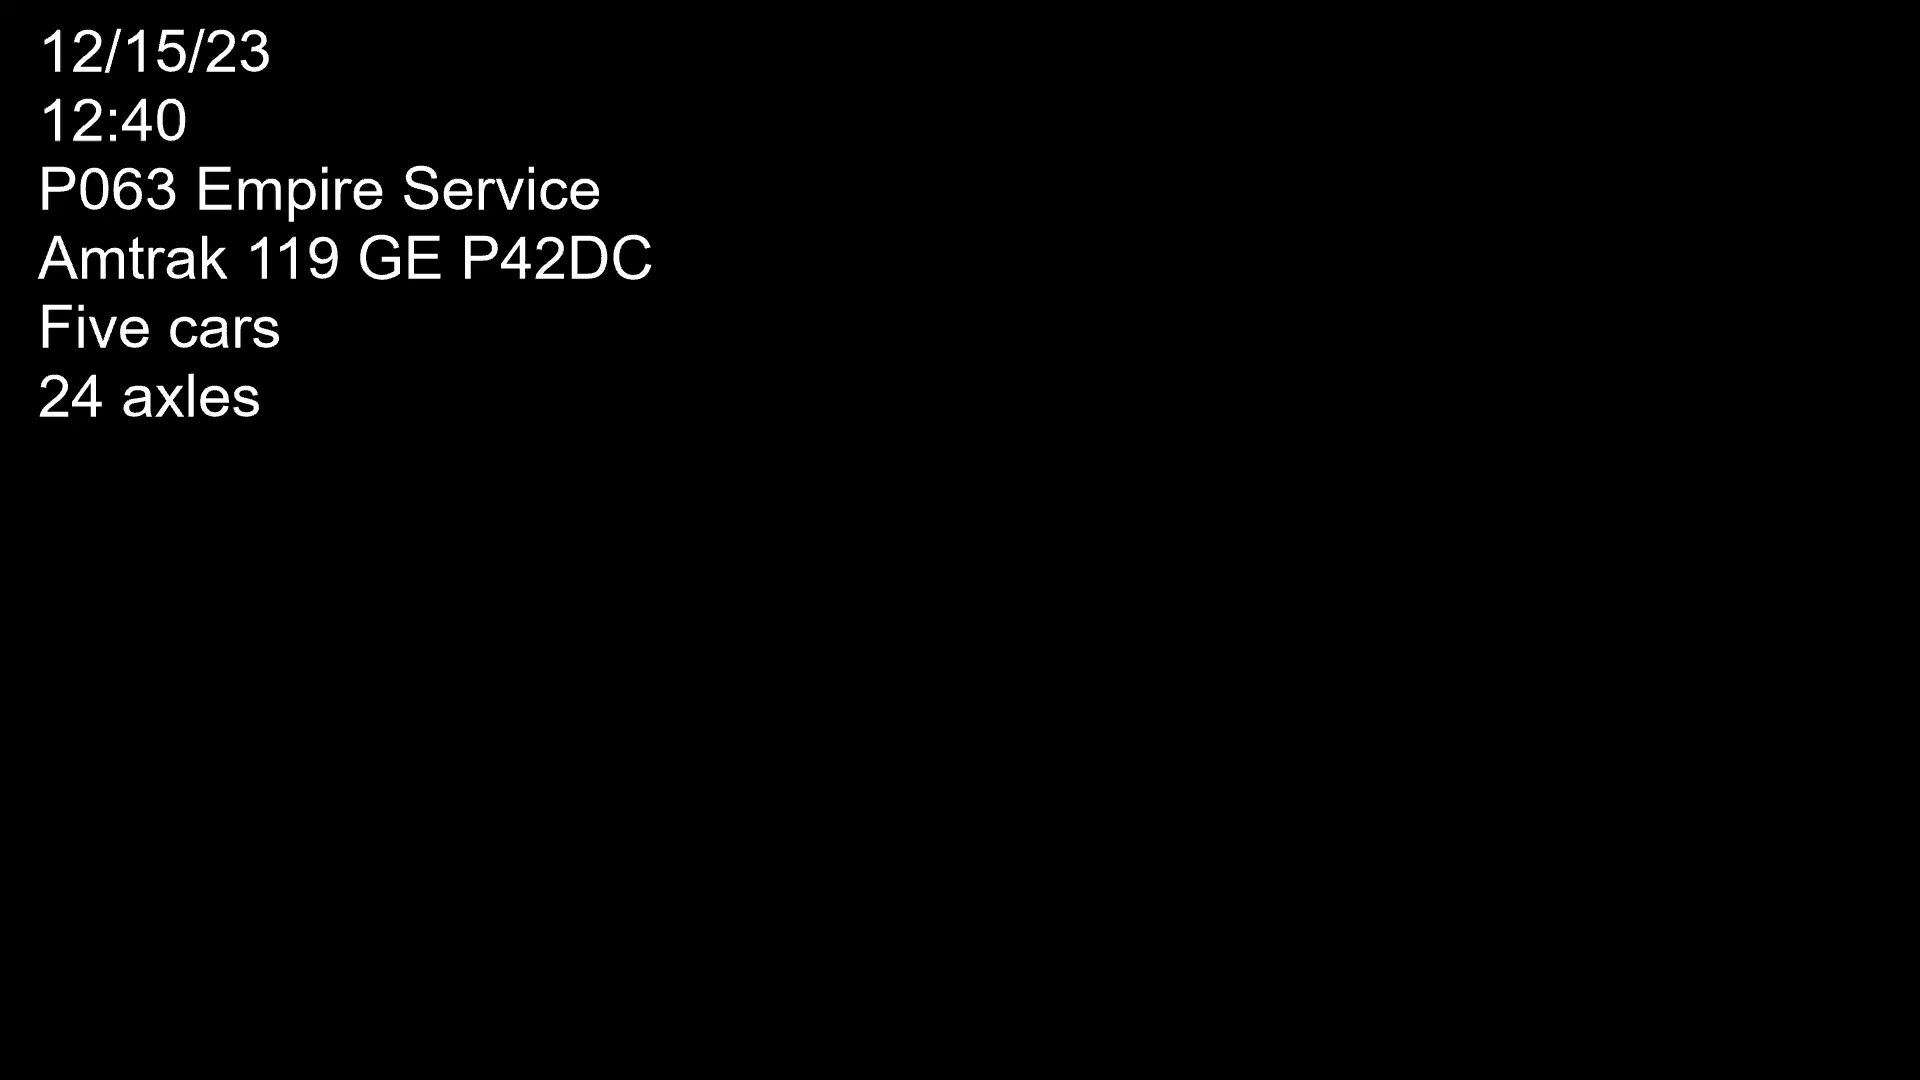 12/15/23
12:40
P063 Empire Service
Amtrak 119 GE P42DC
Five cars
24 axles